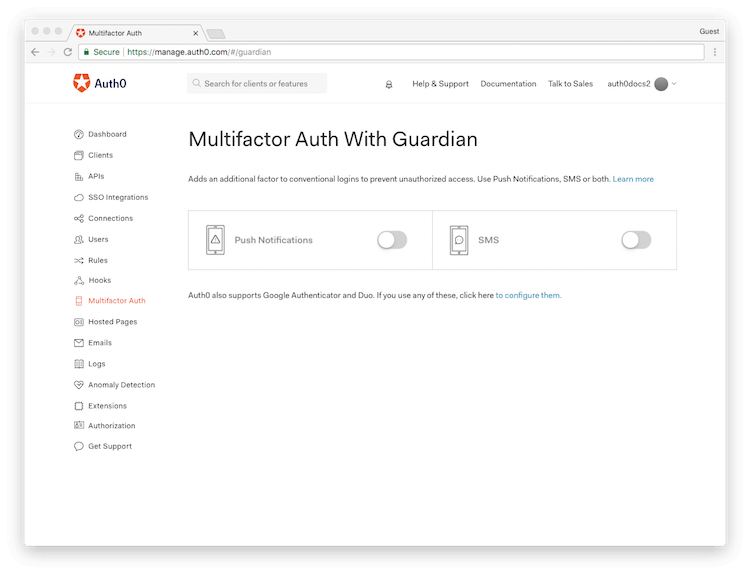 Multifactor Auth
Guest
Secure | https://manage.auth0.com/#/guardian
Auth0
Search for clients or features
Help & Support
Documentation
Talk to Sales
auth0docs2
Dashboard
Clients
APIs
SSO Integrations
Connections
Users
Rules
Hooks
Multifactor Auth
Hosted Pages
Emails
Logs
Anomaly Detection
Extensions
Authorization
Get Support
Multifactor Auth With Guardian
Adds an additional factor to conventional logins to prevent unauthorized access. Use Push Notifications, SMS or both. Learn more
Push Notifications
SMS
Auth0 also supports Google Authenticator and Duo. If you use any of these, click here to configure them.